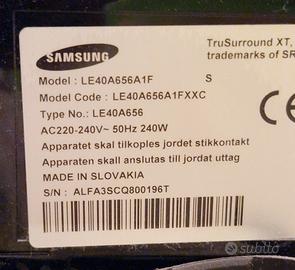 SAMSUNG
TruSurround XT,
trademarks of SR
Model : LE40A656A1F S
Model Code : LE40A656A1FXXC
Type No.: LE40A656
AC220-240V~ 50Hz 240W
Apparatet skal tilkoples jordet stikkontakt
Apparaten skall anslutas till jordat uttag
MADE IN SLOVAKIA
S/N : ALFA3SCQ800196T
CE
subito